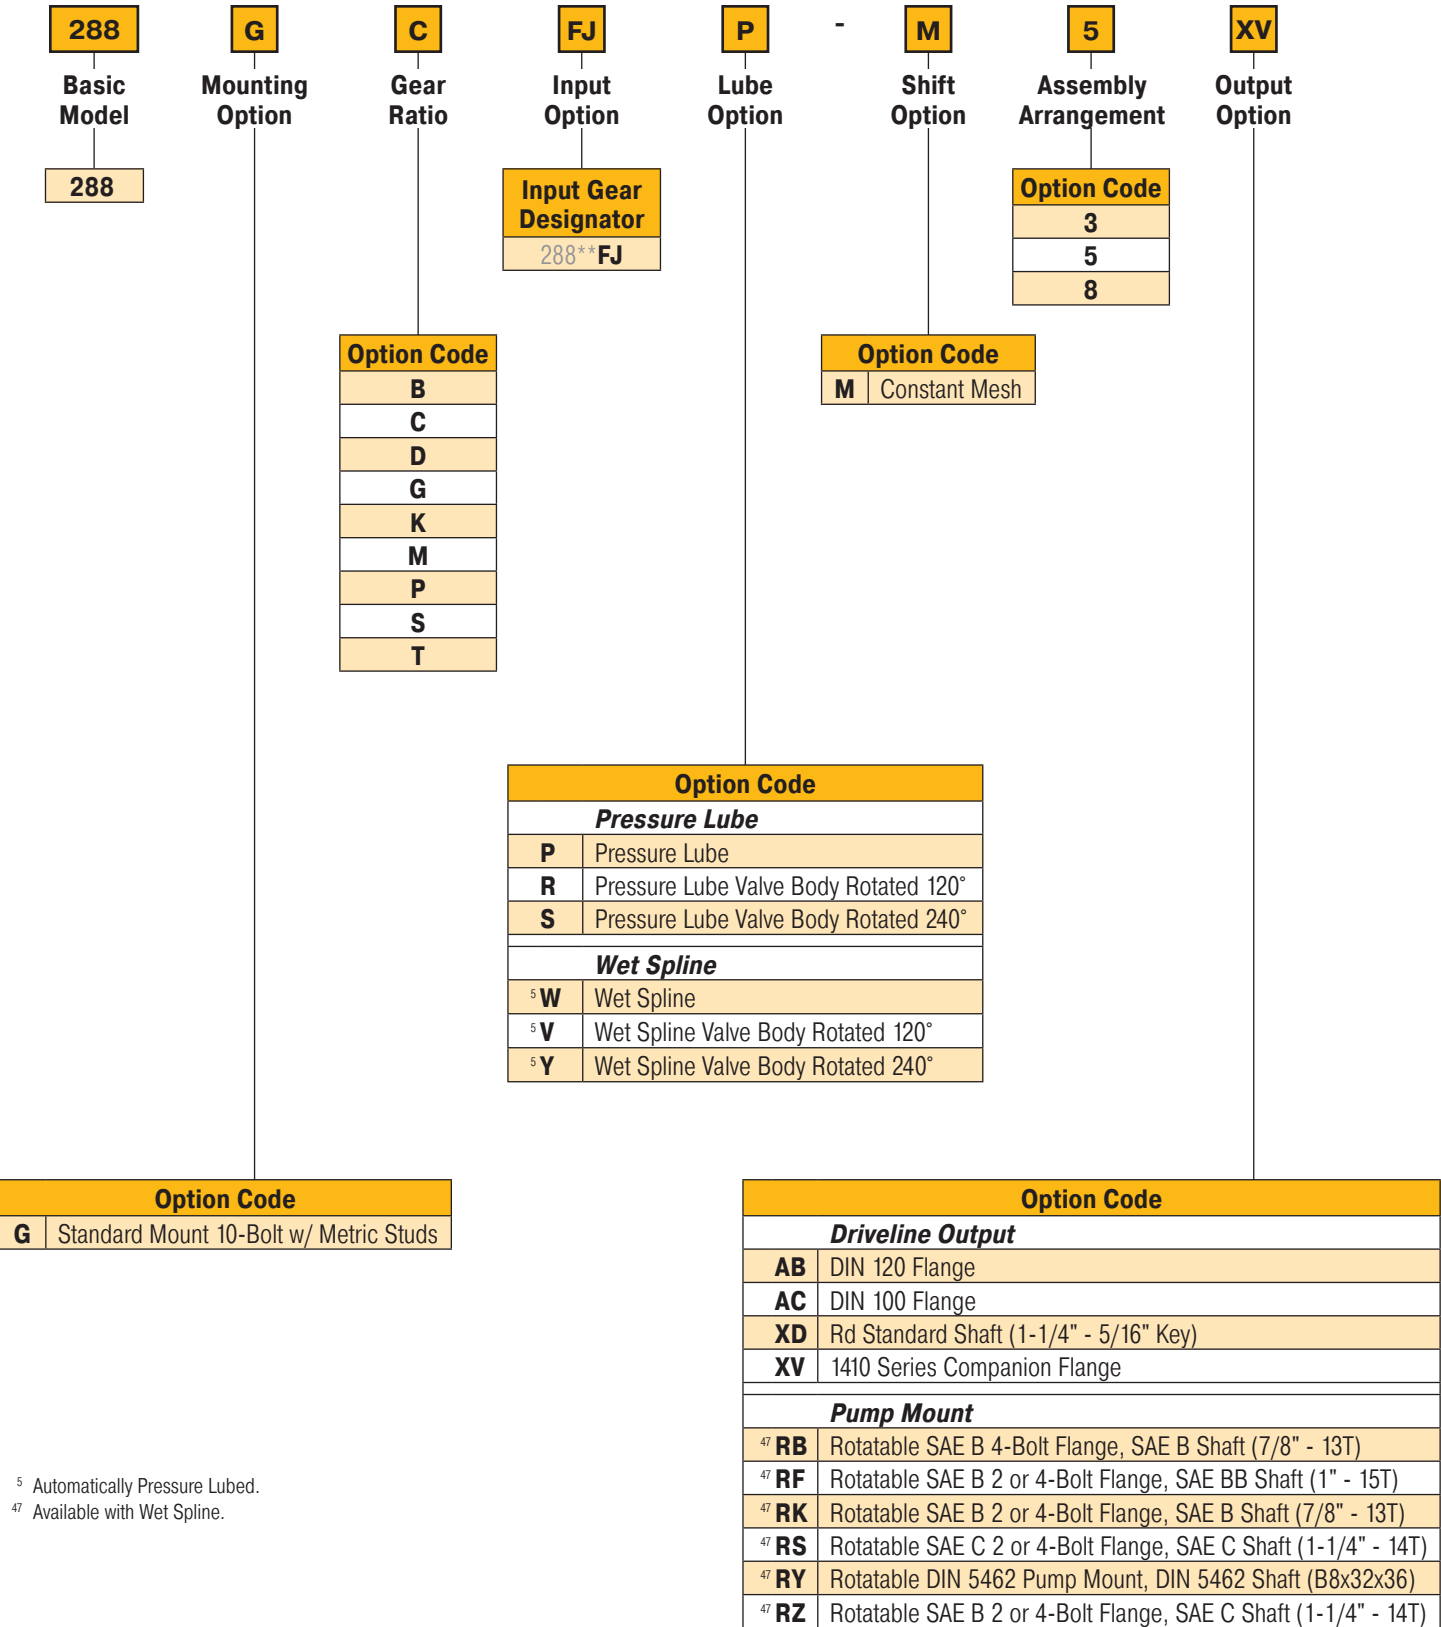 288 G C FJ P - M 5 XV
Basic Model
Mounting Option
Gear Ratio
Input Option
Lube Option
Shift Option
Assembly Arrangement
Output Option
288
Input Gear
Designator
288**FJ
Option Code
3
5
8
Option Code
B
C
D
G
K
M
P
S
T
Option Code
M Constant Mesh
Option Code
Pressure Lube
P Pressure Lube
R Pressure Lube Valve Body Rotated 120°
S Pressure Lube Valve Body Rotated 240°
Wet Spline
5 W Wet Spline
5 V Wet Spline Valve Body Rotated 120°
5 Y Wet Spline Valve Body Rotated 240°
Option Code
G Standard Mount 10-Bolt w/ Metric Studs
Option Code
Driveline Output
AB DIN 120 Flange
AC DIN 100 Flange
XD Rd Standard Shaft (1-1/4" - 5/16" Key)
XV 1410 Series Companion Flange
Pump Mount
47 RB Rotatable SAE B 4-Bolt Flange, SAE B Shaft (7/8" - 13T)
47 RF Rotatable SAE B 2 or 4-Bolt Flange, SAE BB Shaft (1" - 15T)
47 RK Rotatable SAE B 2 or 4-Bolt Flange, SAE B Shaft (7/8" - 13T)
47 RS Rotatable SAE C 2 or 4-Bolt Flange, SAE C Shaft (1-1/4" - 14T)
47 RY Rotatable DIN 5462 Pump Mount, DIN 5462 Shaft (B8x32x36)
47 RZ Rotatable SAE B 2 or 4-Bolt Flange, SAE C Shaft (1-1/4" - 14T)
5 Automatically Pressure Lubed.
47 Available with Wet Spline.